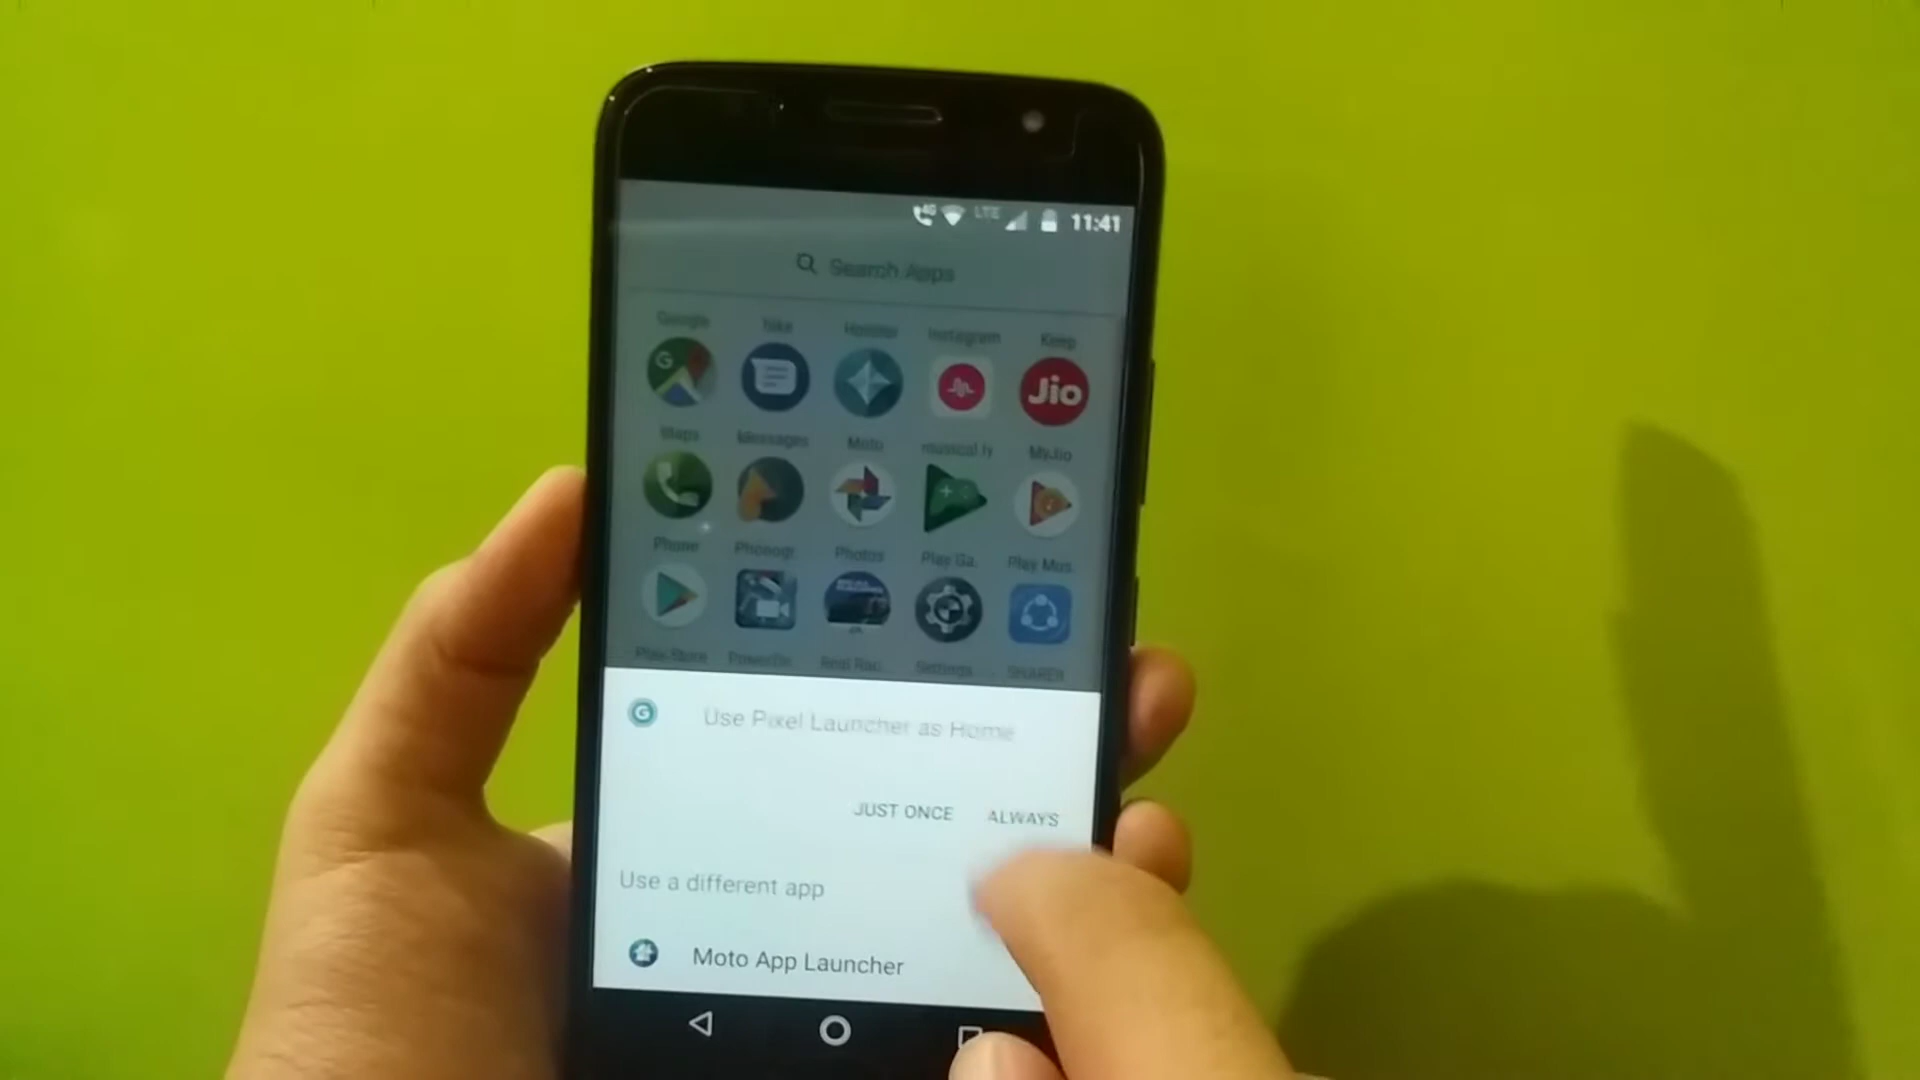 4G LTE 11:41
Search Apps
Google hike Hotstar Instagram Keep
G Jio
Maps Messages Moto musical.ly MyJio
Phone Phonogr Photos Play Ga.. Play Mus..
Play Store PowerDir.. Real Rac.. Settings SHAREit
G Use Pixel Launcher as Home
JUST ONCE ALWAYS
Use a different app
Moto App Launcher